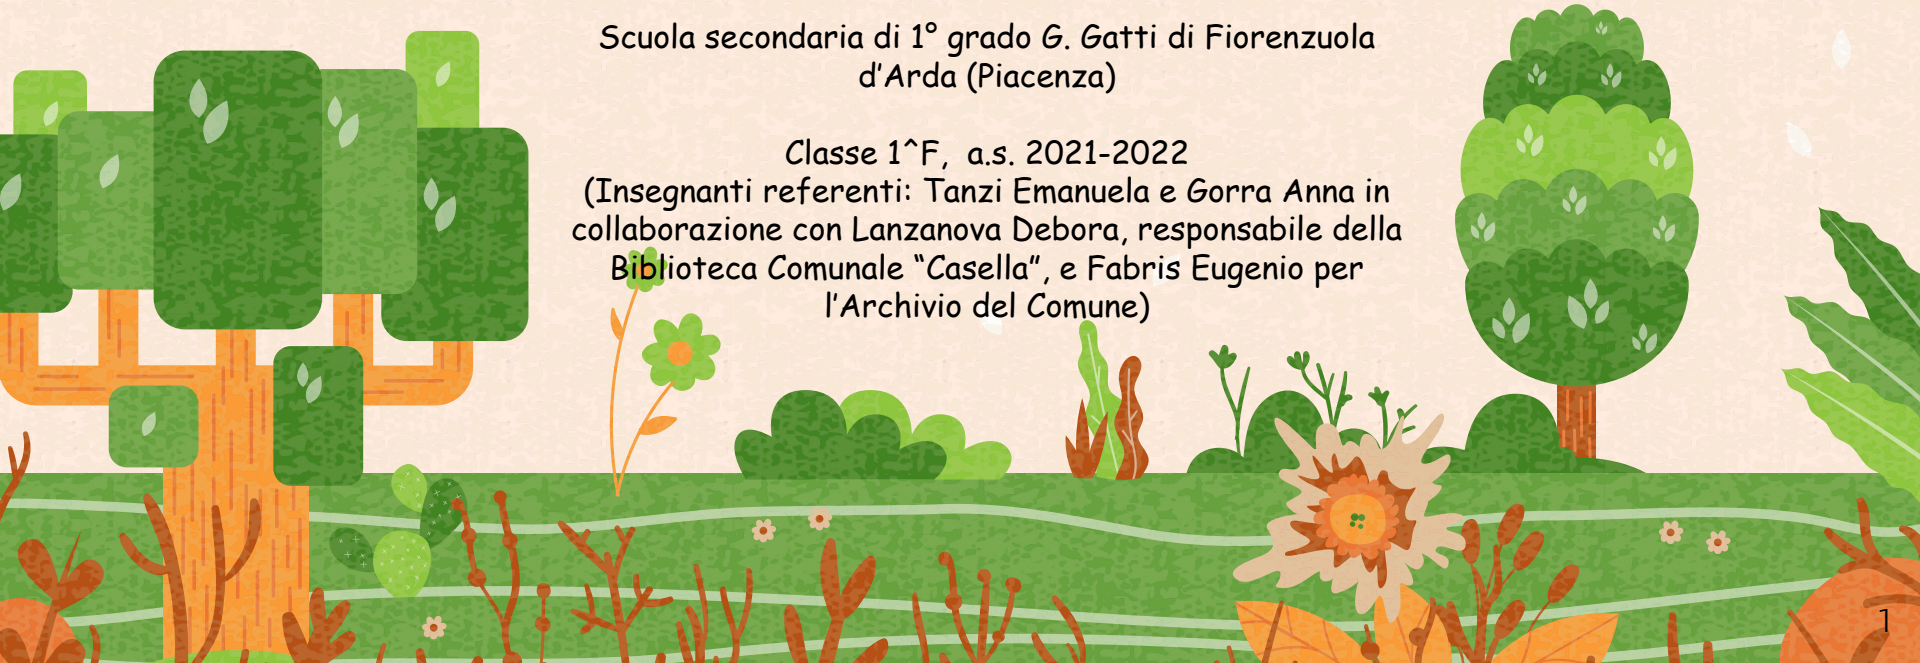 Scuola secondaria di 1° grado G. Gatti di Fiorenzuola
d’Arda (Piacenza)
Classe 1^F,  a.s. 2021-2022
(Insegnanti referenti: Tanzi Emanuela e Gorra Anna in
collaborazione con Lanzanova Debora, responsabile della
Biblioteca Comunale “Casella”, e Fabris Eugenio per
l’Archivio del Comune)
1